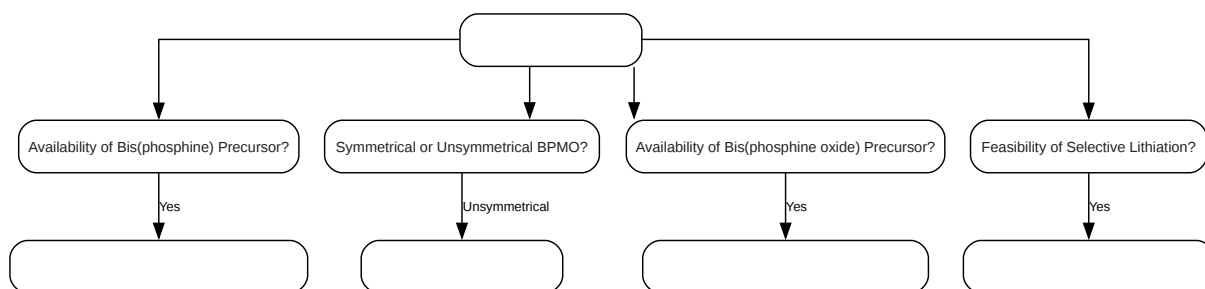 Availability of Bis(phosphine) Precursor?
Symmetrical or Unsymmetrical BPMO?
Availability of Bis(phosphine oxide) Precursor?
Feasibility of Selective Lithiation?
Yes
Unsymmetrical
Yes
Yes